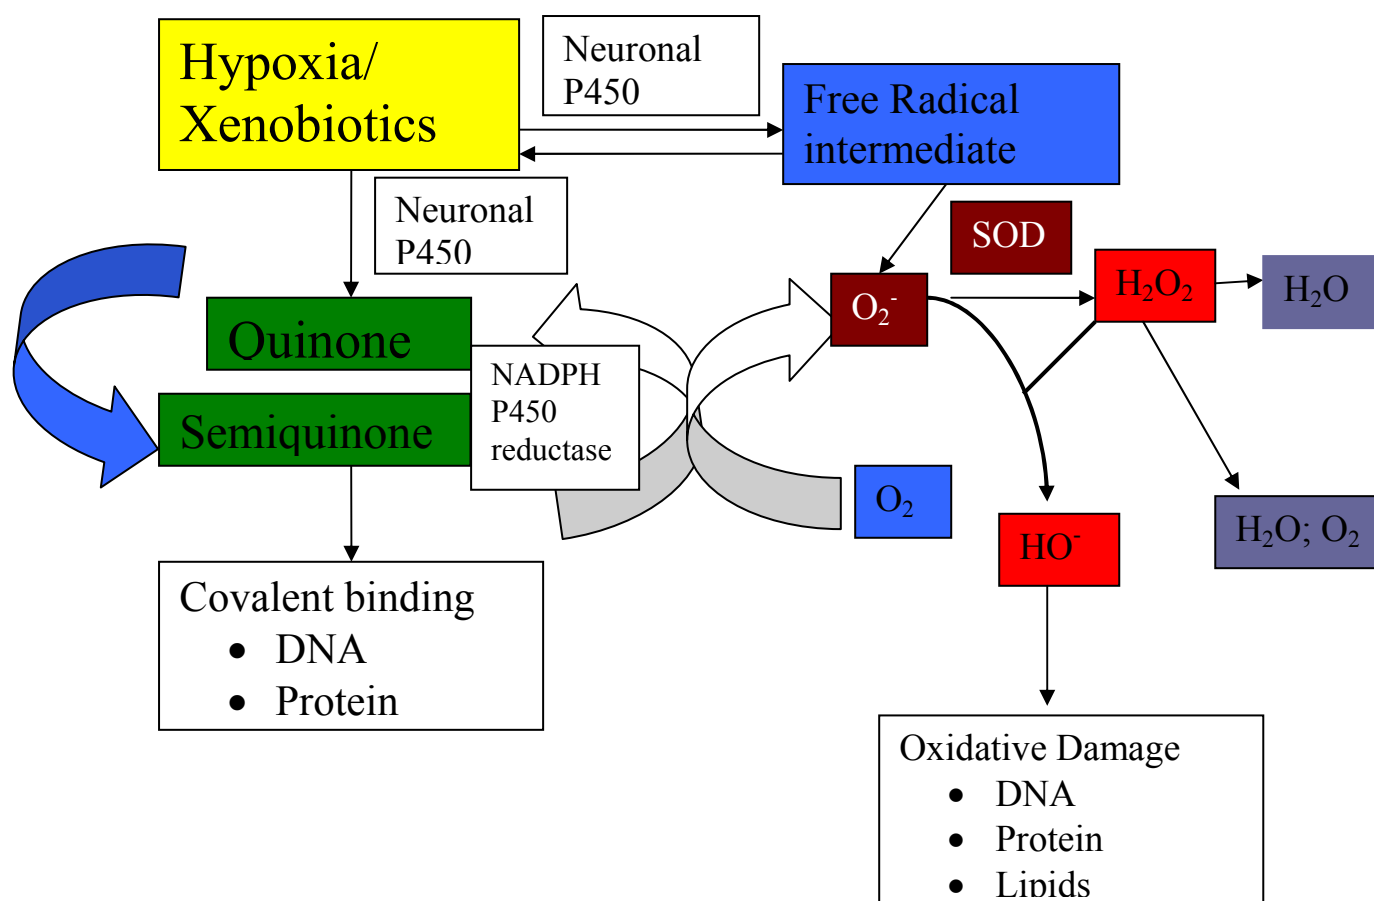 Hypoxia/
Xenobiotics
Neuronal
P450
Free Radical
intermediate
Neuronal
P450
SOD
O₂⁻
H₂O₂
H₂O
Quinone
NADPH
P450
reductase
Semiquinone
O₂
HO⁻
H₂O; O₂
Covalent binding
• DNA
• Protein
Oxidative Damage
• DNA
• Protein
• Lipids